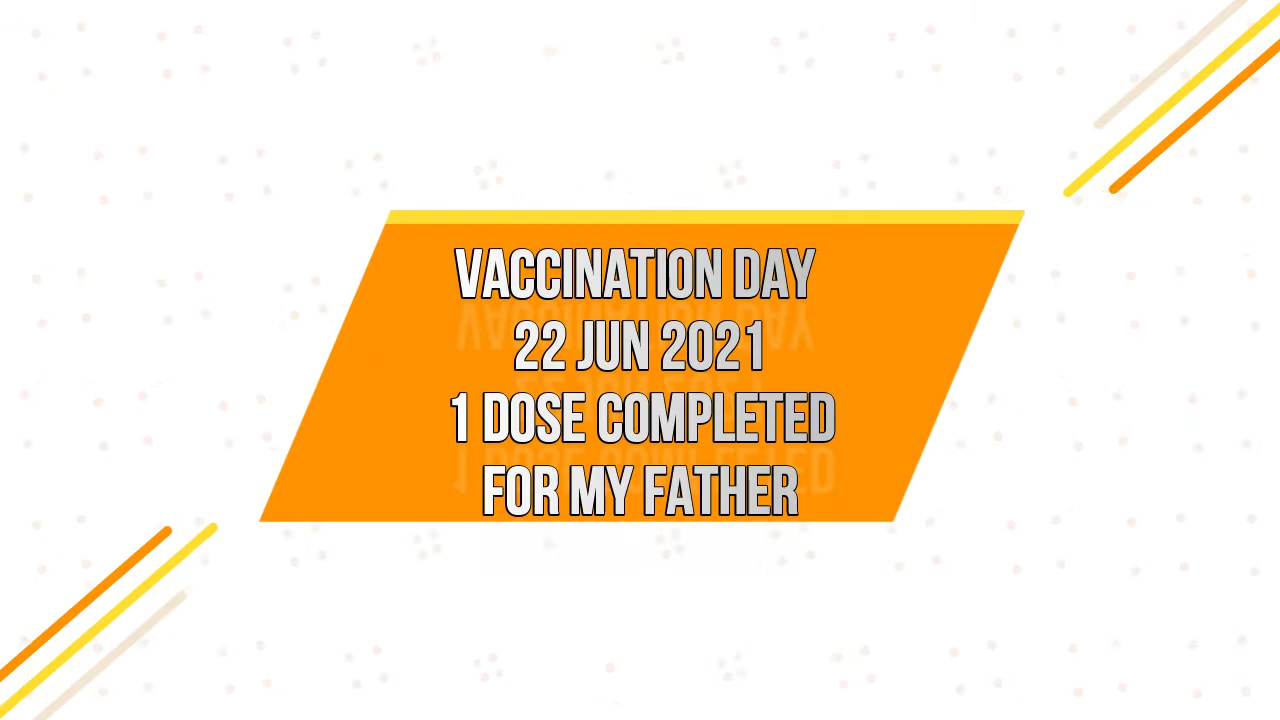 VACCINATION DAY
22 JUN 2021
1 DOSE COMPLETED
FOR MY FATHER